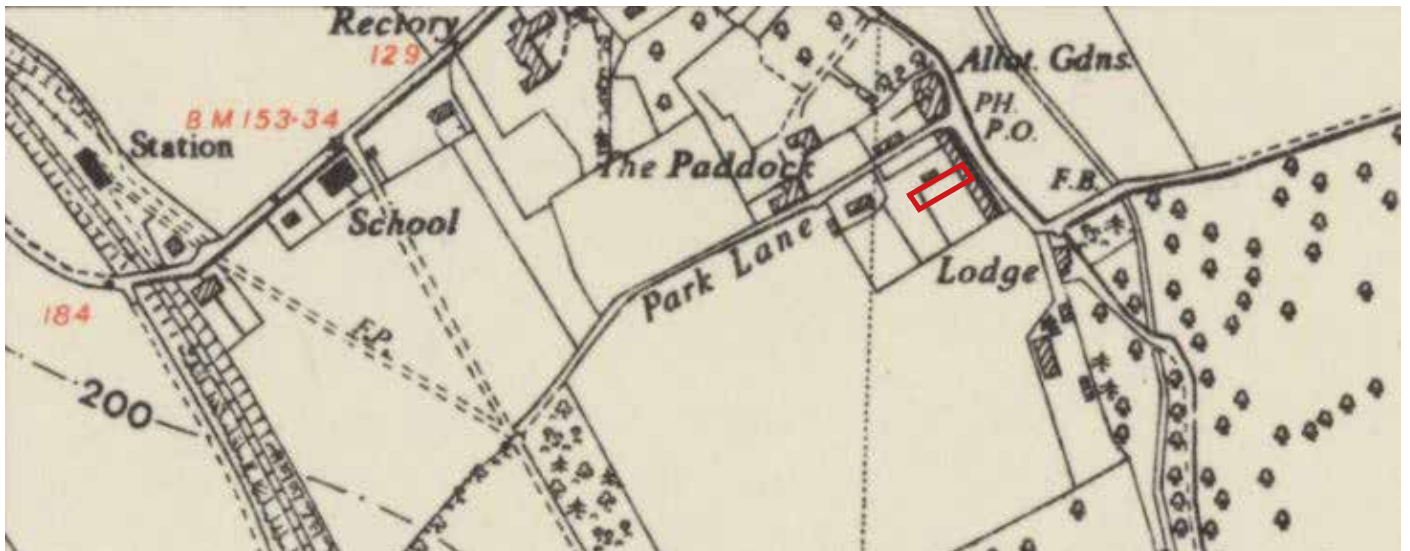 Rectory
129
B M 153·34
Station
School
184
F.P.
200
The Paddock
Park Lane
Allot. Gdns.
PH.
P.O.
F.B.
Lodge